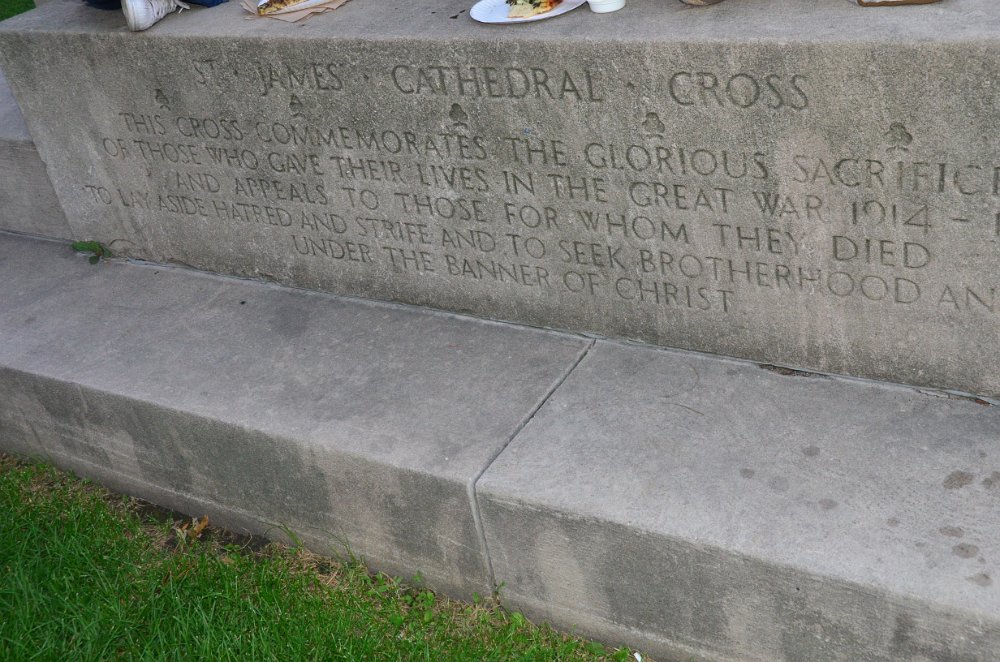 ST · JAMES · CATHEDRAL · CROSS
THIS CROSS COMMEMORATES THE GLORIOUS SACRIFIC
OF THOSE WHO GAVE THEIR LIVES IN THE GREAT WAR 1914 –
AND APPEALS TO THOSE FOR WHOM THEY DIED
TO LAY ASIDE HATRED AND STRIFE AND TO SEEK BROTHERHOOD AN
UNDER THE BANNER OF CHRIST